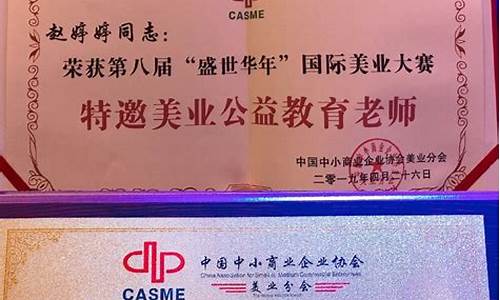 CASME
赵婷婷同志:
荣获第八届“盛世华年”国际美业大赛
特邀美业公益教育老师
中国中小商业企业协会美业分会
二零一九年四月二十六日
CASME
中国中小商业企业协会
China Association for Small & Medium Commercial Enterprises
美业分会